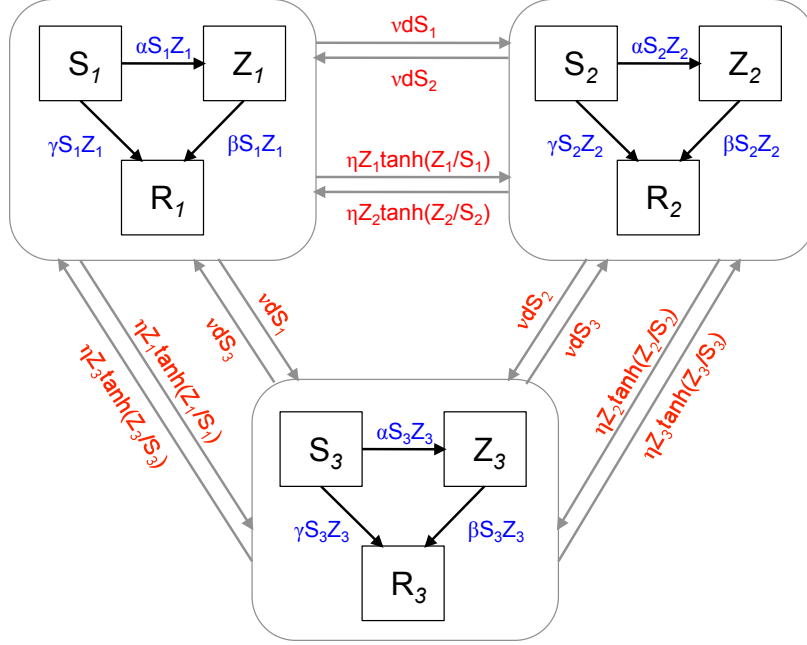 S₁
αS₁Z₁
Z₁
γS₁Z₁
βS₁Z₁
R₁
νdS₁
νdS₂
ηZ₁tanh(Z₁/S₁)
ηZ₂tanh(Z₂/S₂)
S₂
αS₂Z₂
Z₂
γS₂Z₂
βS₂Z₂
R₂
ηZ₃tanh(Z₃/S₃)
ηZ₁tanh(Z₁/S₁)
νdS₃
νdS₁
νdS₂
νdS₃
ηZ₂tanh(Z₂/S₂)
ηZ₃tanh(Z₃/S₃)
S₃
αS₃Z₃
Z₃
γS₃Z₃
βS₃Z₃
R₃